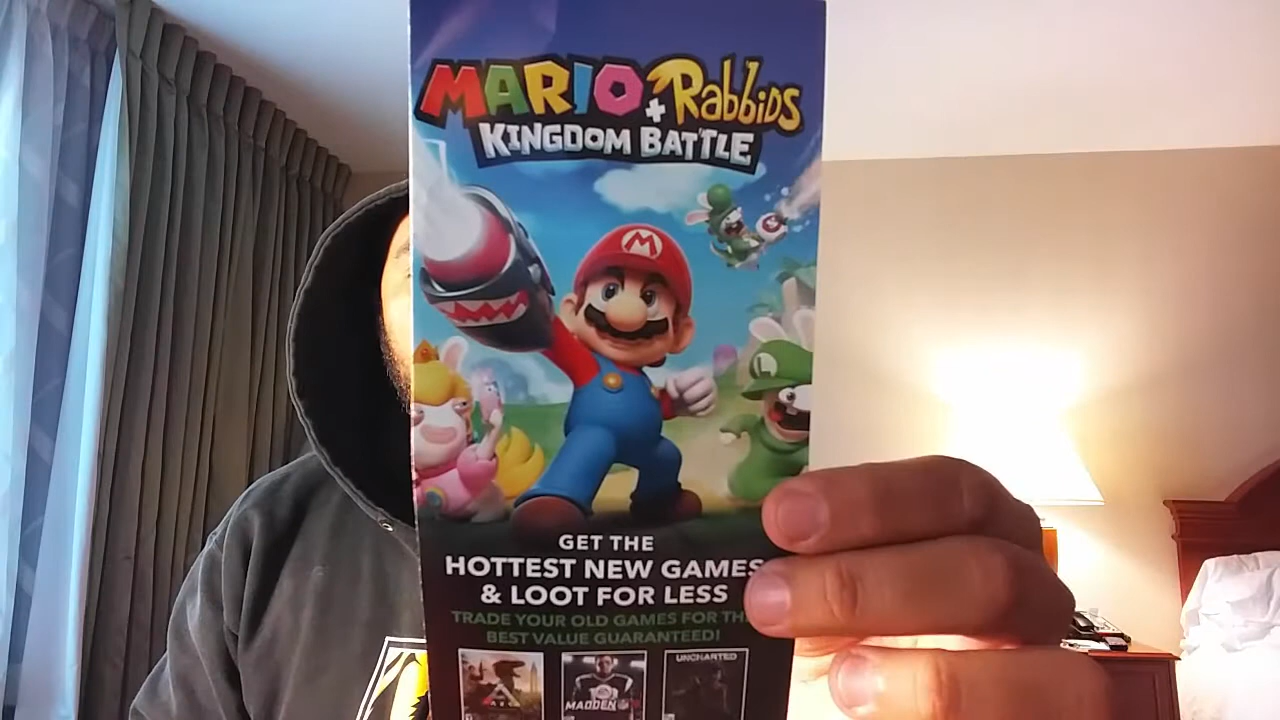 MARIO + RabbiDS
KINGDOM BATTLE
M
L
GET THE
HOTTEST NEW GAMES
& LOOT FOR LESS
TRADE YOUR OLD GAMES FOR
BEST VALUE GUARANTEED!
ARK
MADDEN
UNCHARTED